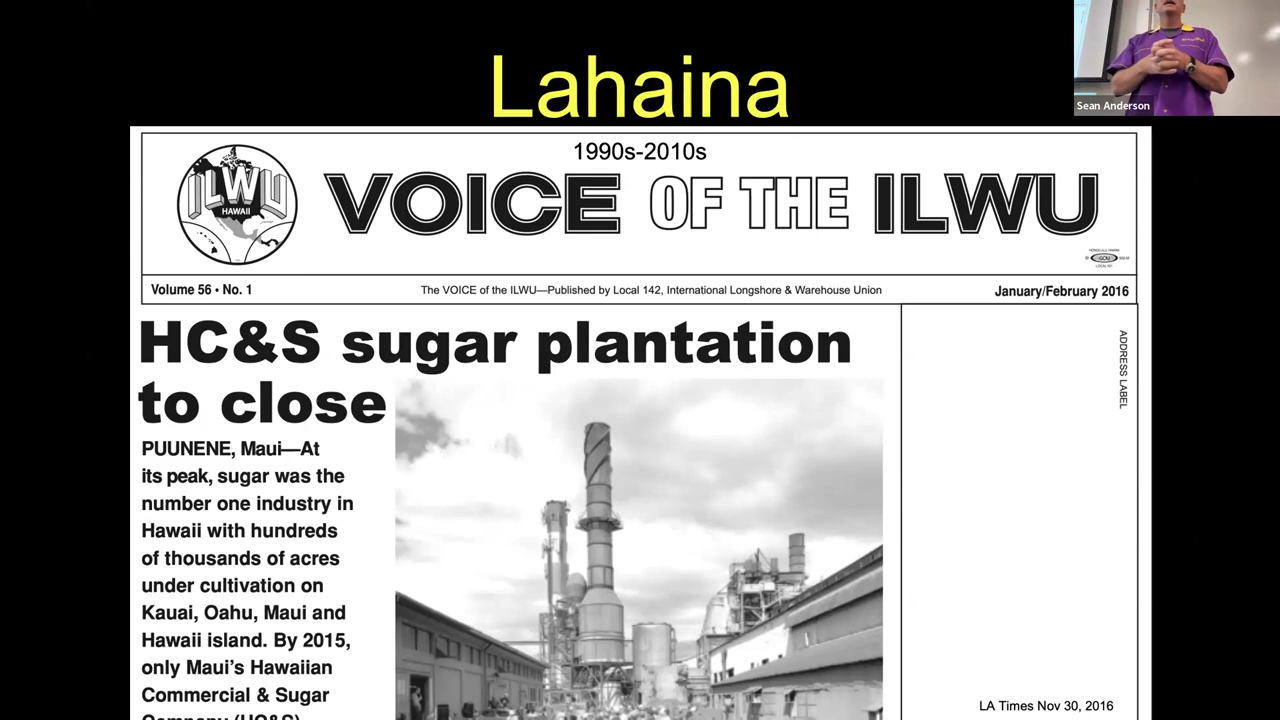 Lahaina
Sean Anderson
1990s-2010s
ILWU
HAWAII
VOICE OF THE ILWU
Volume 56 • No. 1
The VOICE of the ILWU—Published by Local 142, International Longshore & Warehouse Union
January/February 2016
HC&S sugar plantation
to close
ADDRESS LABEL
PUUNENE, Maui—At
its peak, sugar was the
number one industry in
Hawaii with hundreds
of thousands of acres
under cultivation on
Kauai, Oahu, Maui and
Hawaii island. By 2015,
only Maui’s Hawaiian
Commercial & Sugar
Company (HC&S)
LA Times Nov 30, 2016